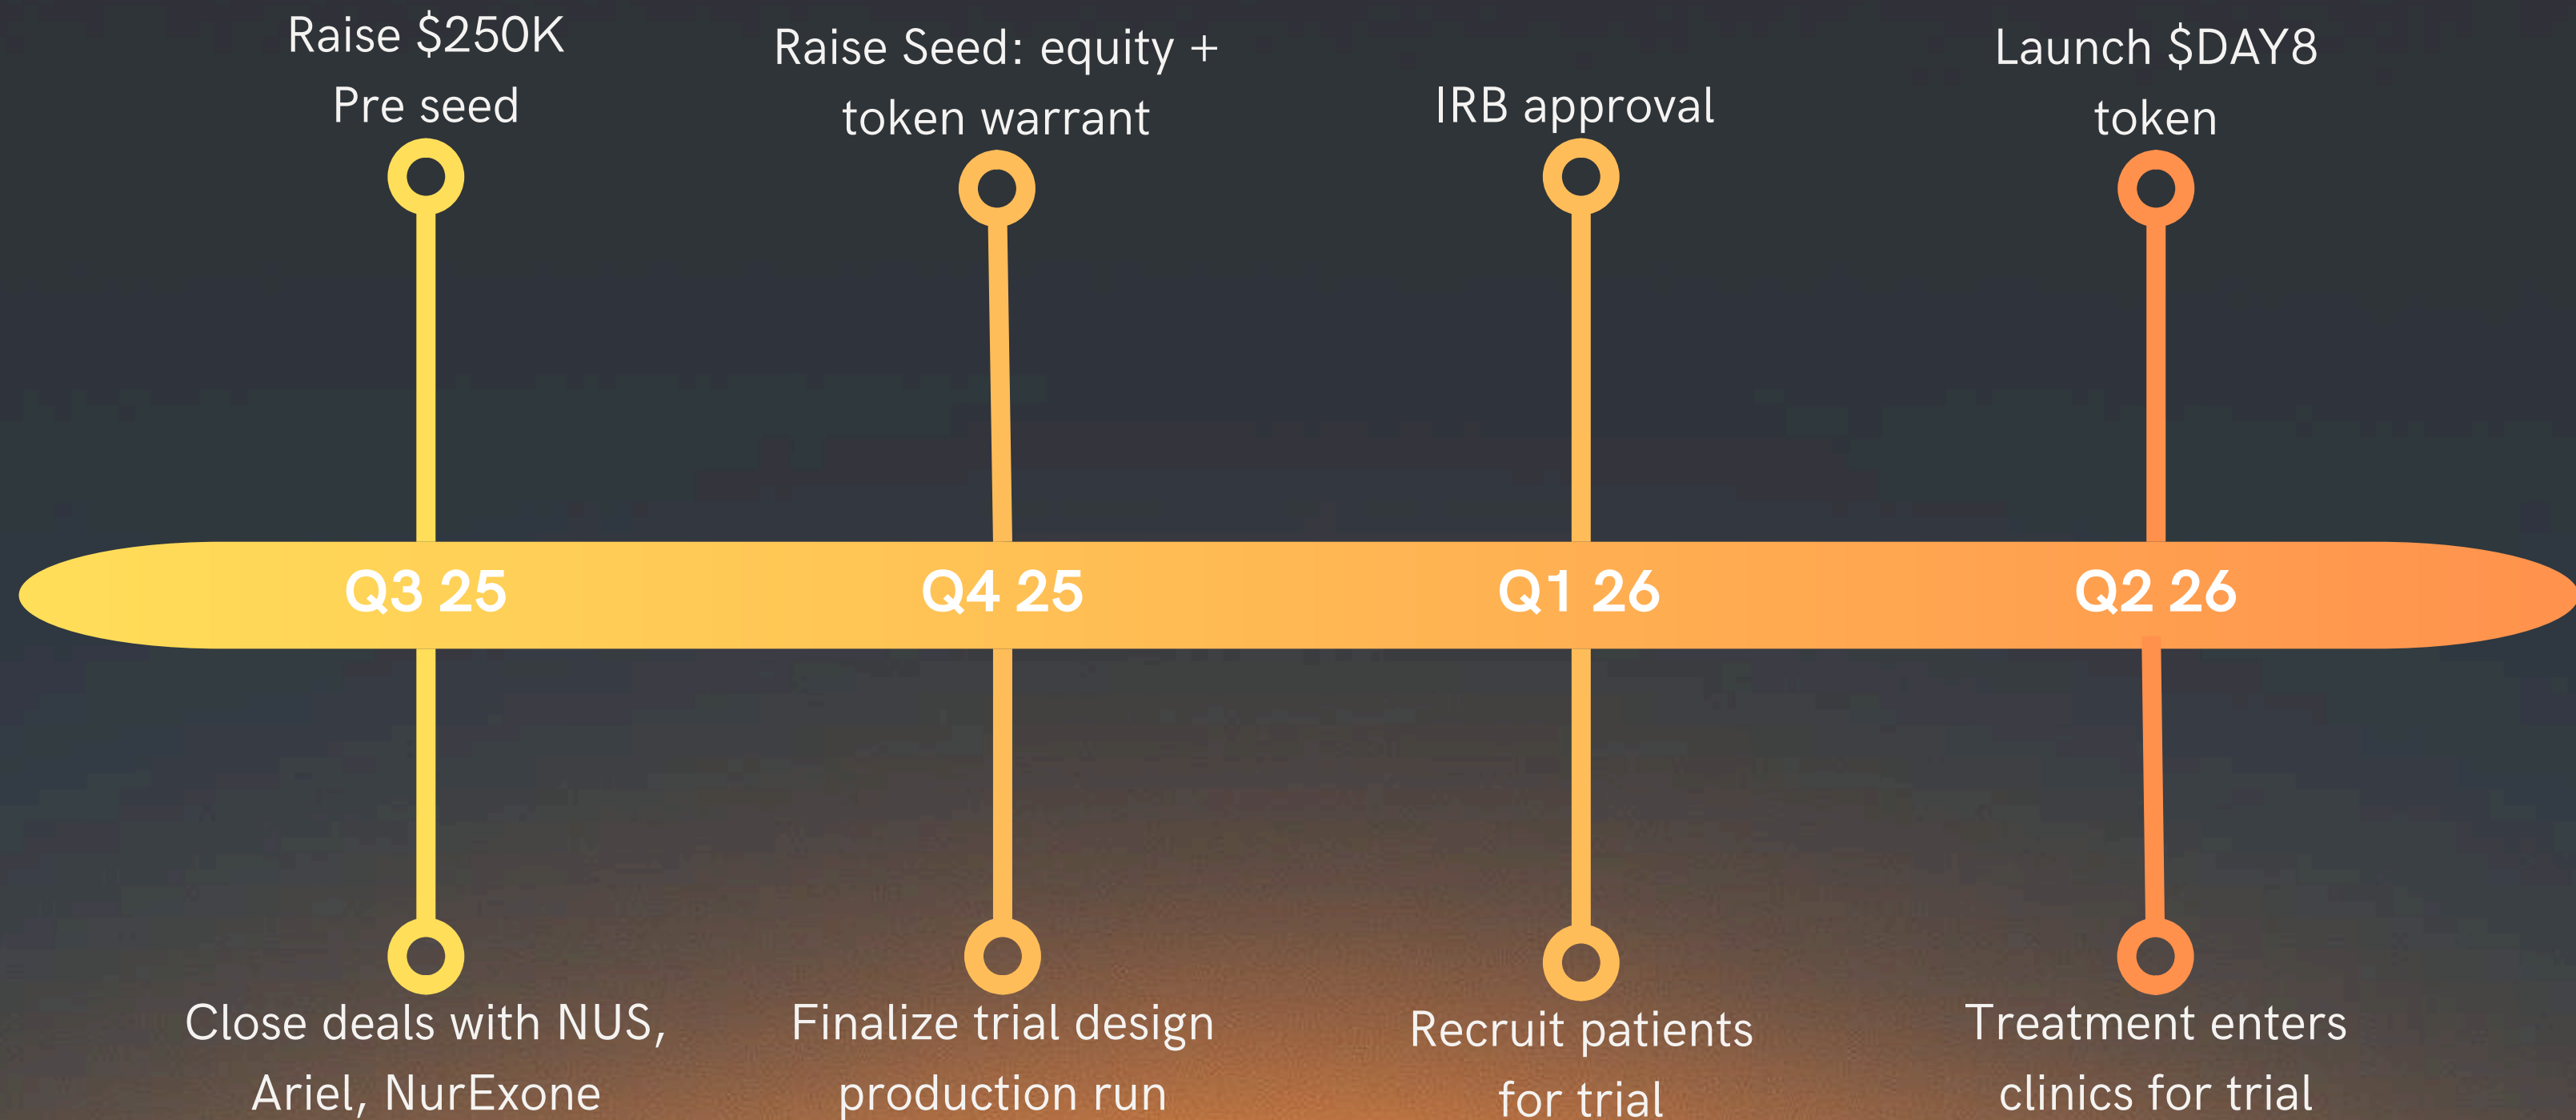 Raise $250K
Pre seed
Raise Seed: equity +
token warrant
IRB approval
Launch $DAY8
token
Q3 25
Q4 25
Q1 26
Q2 26
Close deals with NUS,
Ariel, NurExone
Finalize trial design
production run
Recruit patients
for trial
Treatment enters
clinics for trial